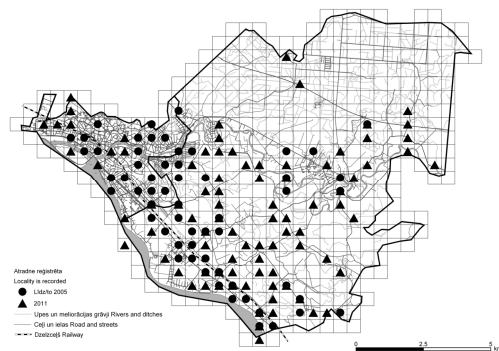 Atradne reģistrēta
Locality is recorded
Līdz/to 2005
2011
Upes un meliorācijas grāvji Rivers and ditches
Ceļi un ielas Road and streets
Dzelzceļš Railway
0 2.5 5
km